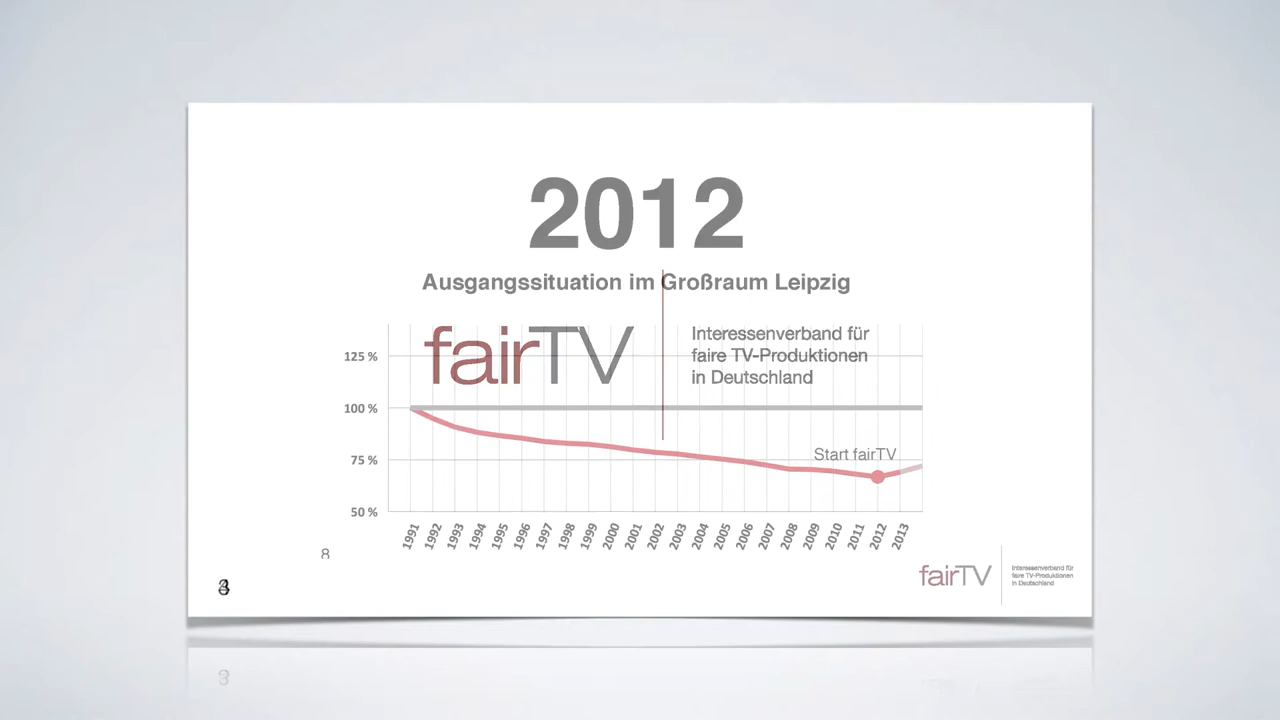 2012
Ausgangssituation im Großraum Leipzig
fairTV
Interessenverband für
faire TV-Produktionen
in Deutschland
125 %
100 %
75 %
50 %
Start fairTV
1991 1992 1993 1994 1995 1996 1997 1998 1999 2000 2001 2002 2003 2004 2005 2006 2007 2008 2009 2010 2011 2012 2013
8
fairTV
Interessenverband für
faire TV-Produktionen
in Deutschland